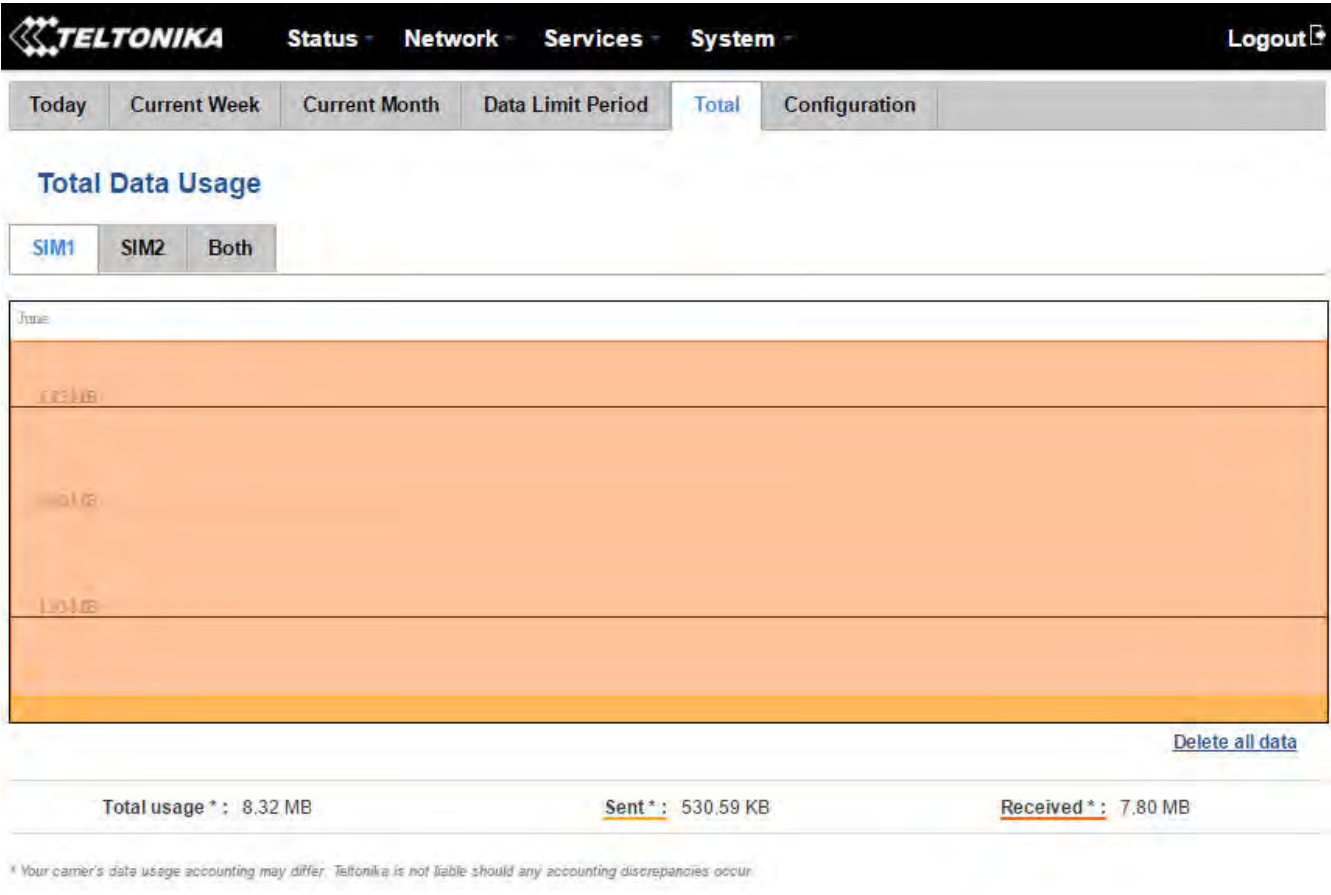 TELTONIKA Status Network Services System Logout
Today Current Week Current Month Data Limit Period Total Configuration
Total Data Usage
SIM1 SIM2 Both
June
Delete all data
Total usage * : 8.32 MB Sent * : 530.59 KB Received * : 7.80 MB
* Your carrier's data usage accounting may differ. Teltonika is not liable should any accounting discrepancies occur.